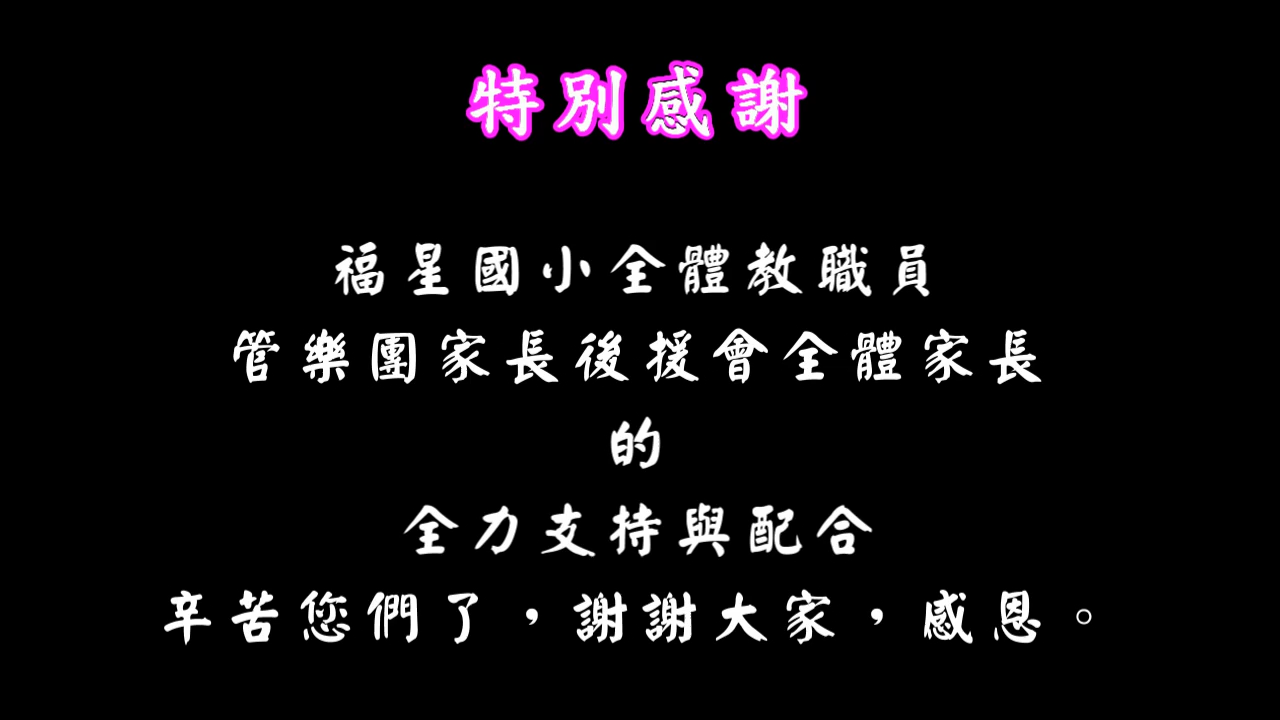 特別感謝
福星國小全體教職員
管樂團家長後援會全體家長
的
全力支持與配合
辛苦您們了，謝謝大家，感恩。